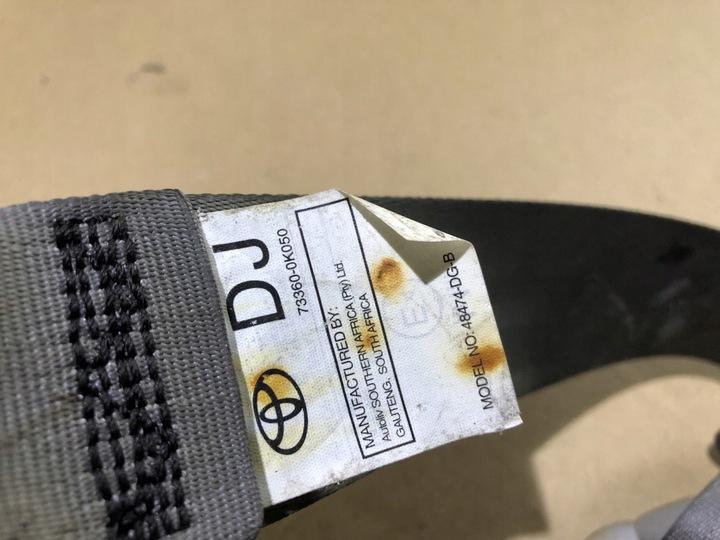 DJ
73360-0K050
MANUFACTURED BY:
Autoliv SOUTHERN AFRICA (Pty) Ltd.
GAUTENG. SOUTH AFRICA
E
MODEL NO: 48474-DG-B